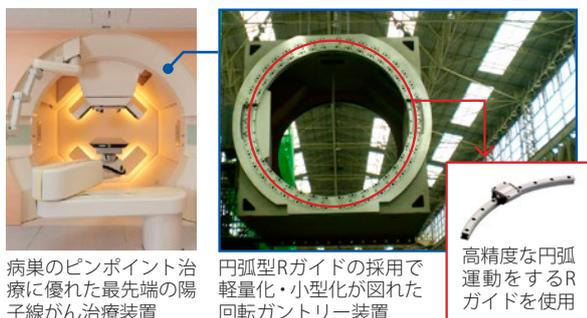 病巣のピンポイント治
療に優れた最先端の陽
子線がん治療装置
円弧型Rガイドの採用で
軽量化・小型化が図れた
回転ガントリー装置
高精度な円弧
運動をするR
ガイドを使用